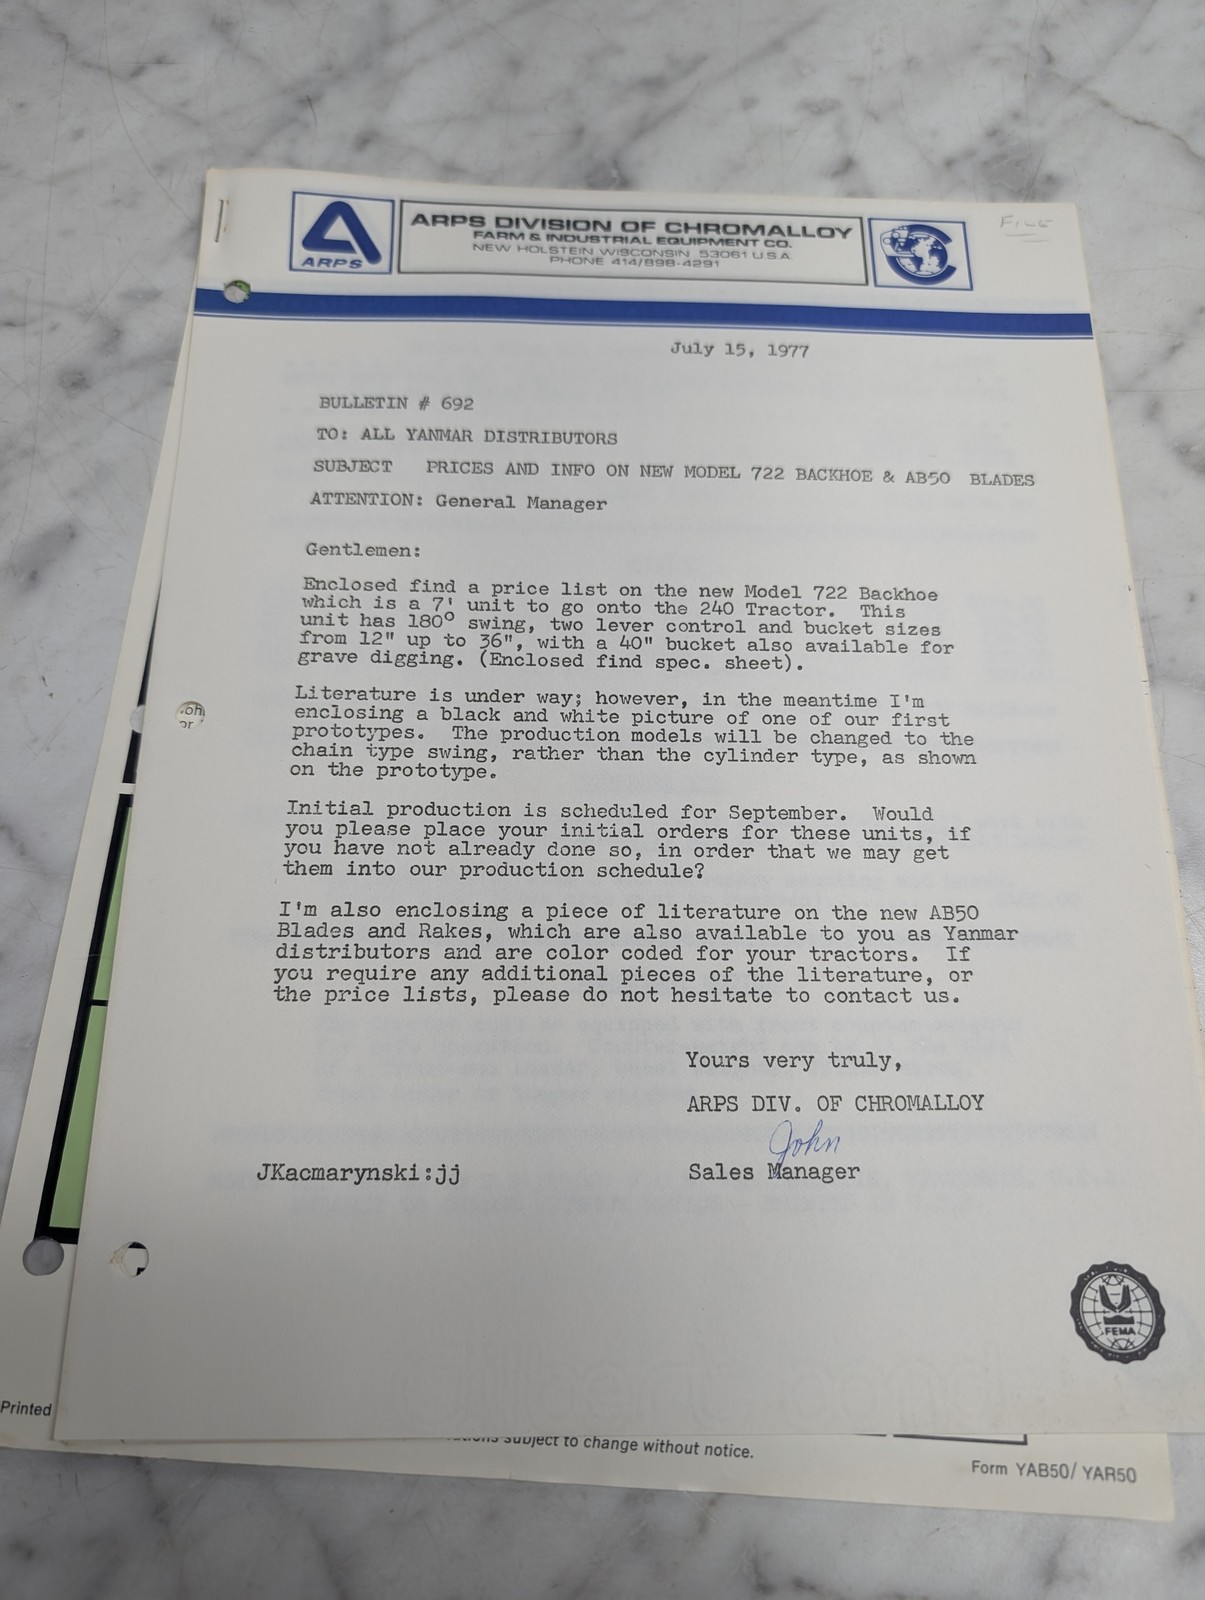 ARPS
ARPS DIVISION OF CHROMALLOY
FARM & INDUSTRIAL EQUIPMENT CO.
NEW HOLSTEIN WISCONSIN 53061 U.S.A.
PHONE 414/898-4291
FILE
July 15, 1977
BULLETIN # 692
TO: ALL YANMAR DISTRIBUTORS
SUBJECT PRICES AND INFO ON NEW MODEL 722 BACKHOE & AB50 BLADES
ATTENTION: General Manager
Gentlemen:
Enclosed find a price list on the new Model 722 Backhoe
which is a 7' unit to go onto the 240 Tractor. This
unit has 180° swing, two lever control and bucket sizes
from 12" up to 36", with a 40" bucket also available for
grave digging. (Enclosed find spec. sheet).
Literature is under way; however, in the meantime I'm
enclosing a black and white picture of one of our first
prototypes. The production models will be changed to the
chain type swing, rather than the cylinder type, as shown
on the prototype.
Initial production is scheduled for September. Would
you please place your initial orders for these units, if
you have not already done so, in order that we may get
them into our production schedule?
I'm also enclosing a piece of literature on the new AB50
Blades and Rakes, which are also available to you as Yanmar
distributors and are color coded for your tractors. If
you require any additional pieces of the literature, or
the price lists, please do not hesitate to contact us.
Yours very truly,
ARPS DIV. OF CHROMALLOY
John
JKacmarynski:jj
Sales Manager
FEMA
Printed
subject to change without notice.
Form YAB50/YAR50